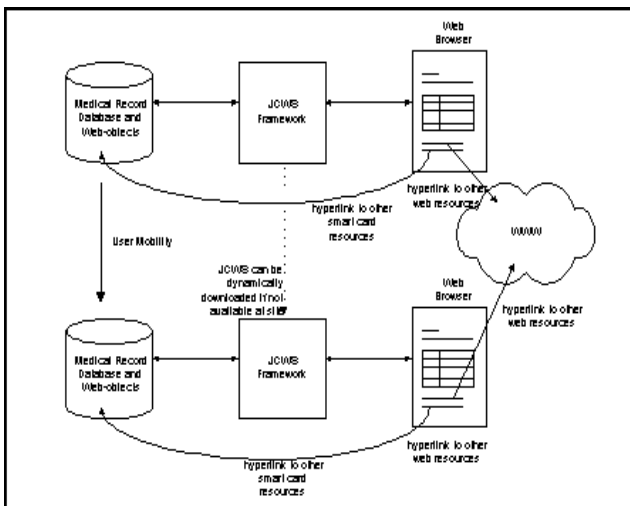 Web
Browser
Medical Record
Database and
Web-objects
JCWS
Framework
hyperlink to other
web resources
hyperlink to other
smart card
resources
WWW
User Mobility
JCWS can be
dynamically
downloaded if not
available at site
Web
Browser
hyperlink to other
web resources
Medical Record
Database and
Web-objects
JCWS
Framework
hyperlink to other
web resources
hyperlink to other
smart card
resources